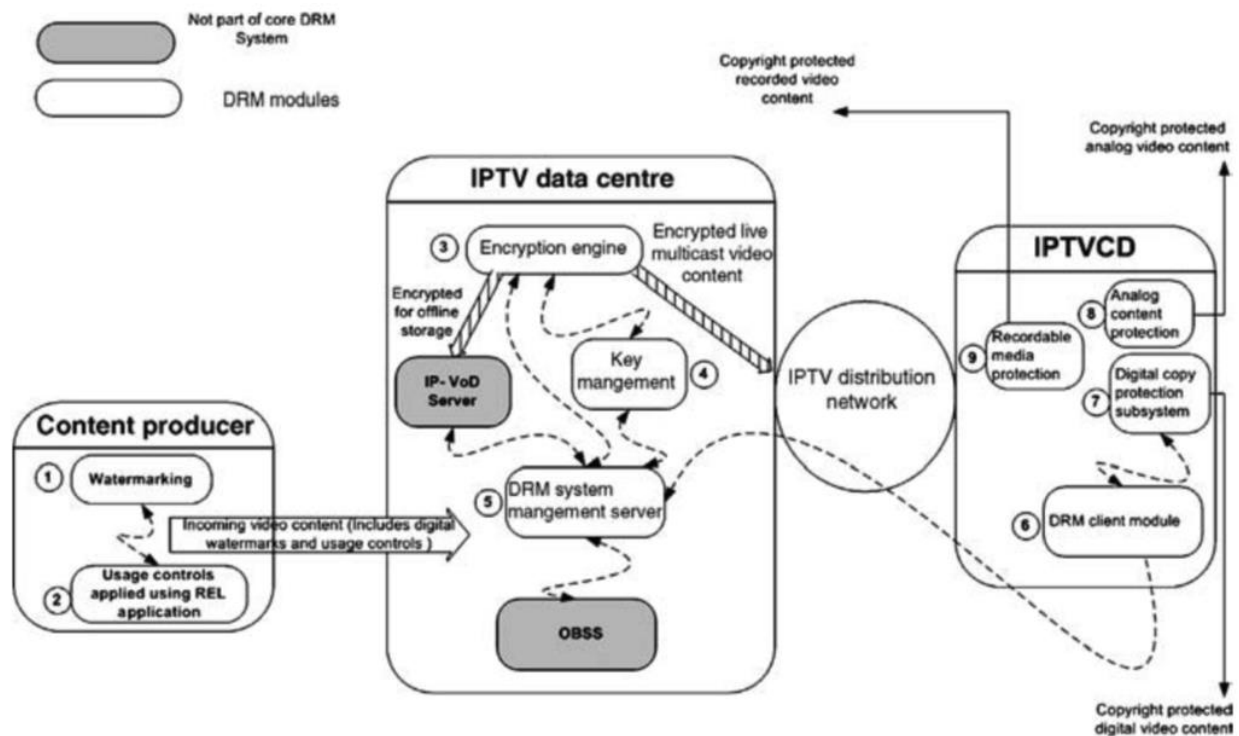 Not part of core DRM
System
DRM modules
Copyright protected
recorded video
content
Copyright protected
analog video content
IPTV data centre
3
Encryption engine
Encrypted live
multicast video
content
Encrypted
for offline
storage
IP- VoD
Server
Key
mangement
4
5
DRM system
mangement server
OBSS
Content producer
1
Watermarking
Incoming video content (Includes digital
watermarks and usage controls )
2
Usage controls
applied using REL
application
IPTV distribution
network
IPTVCD
8
Analog
content
protection
9
Recordable
media
protection
7
Digital copy
protection
subsystem
6
DRM client module
Copyright protected
digital video content